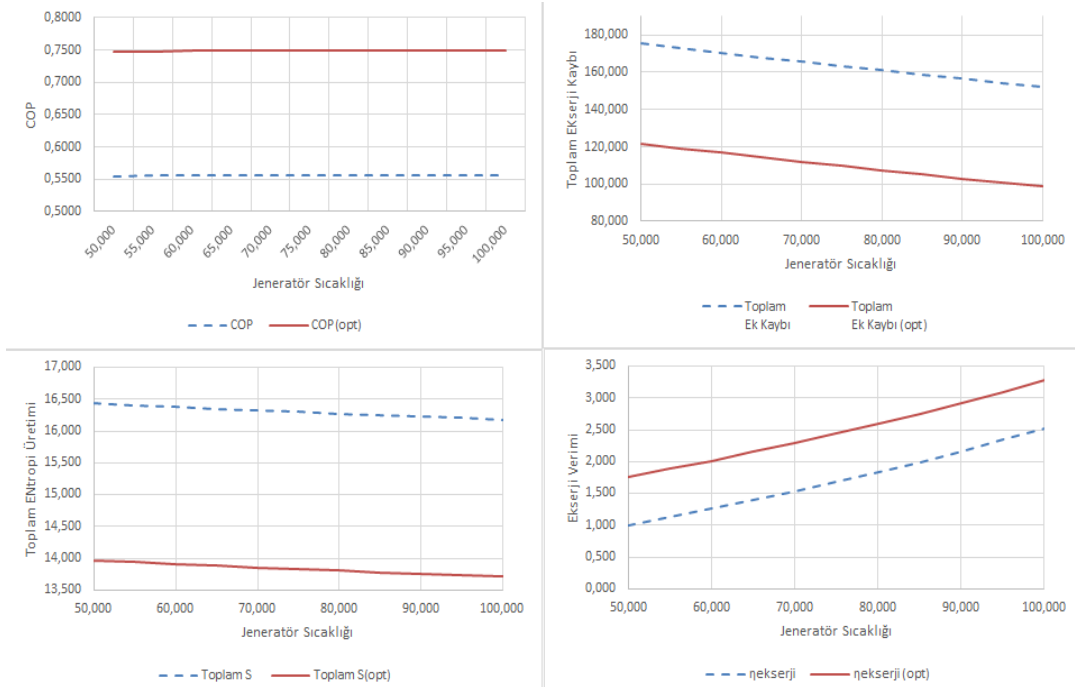 0,8000
0,7500
0,7000
0,6500
0,6000
0,5500
0,5000
COP
50,000
55,000
60,000
65,000
70,000
75,000
80,000
85,000
90,000
95,000
100,000
Jeneratör Sıcaklığı
COP
COP(opt)
180,000
160,000
140,000
120,000
100,000
80,000
Toplam EKserji Kaybı
50,000 60,000 70,000 80,000 90,000 100,000
Jeneratör Sıcaklığı
Toplam
Ek Kaybı
Toplam
Ek Kaybı (opt)
17,000
16,500
16,000
15,500
15,000
14,500
14,000
13,500
Toplam ENtropi Üretimi
50,000 60,000 70,000 80,000 90,000 100,000
Jeneratör Sıcaklığı
Toplam S
Toplam S(opt)
3,500
3,000
2,500
2,000
1,500
1,000
0,500
0,000
Ekserji Verimi
50,000 60,000 70,000 80,000 90,000 100,000
Jeneratör Sıcaklığı
ηekserji
ηekserji (opt)